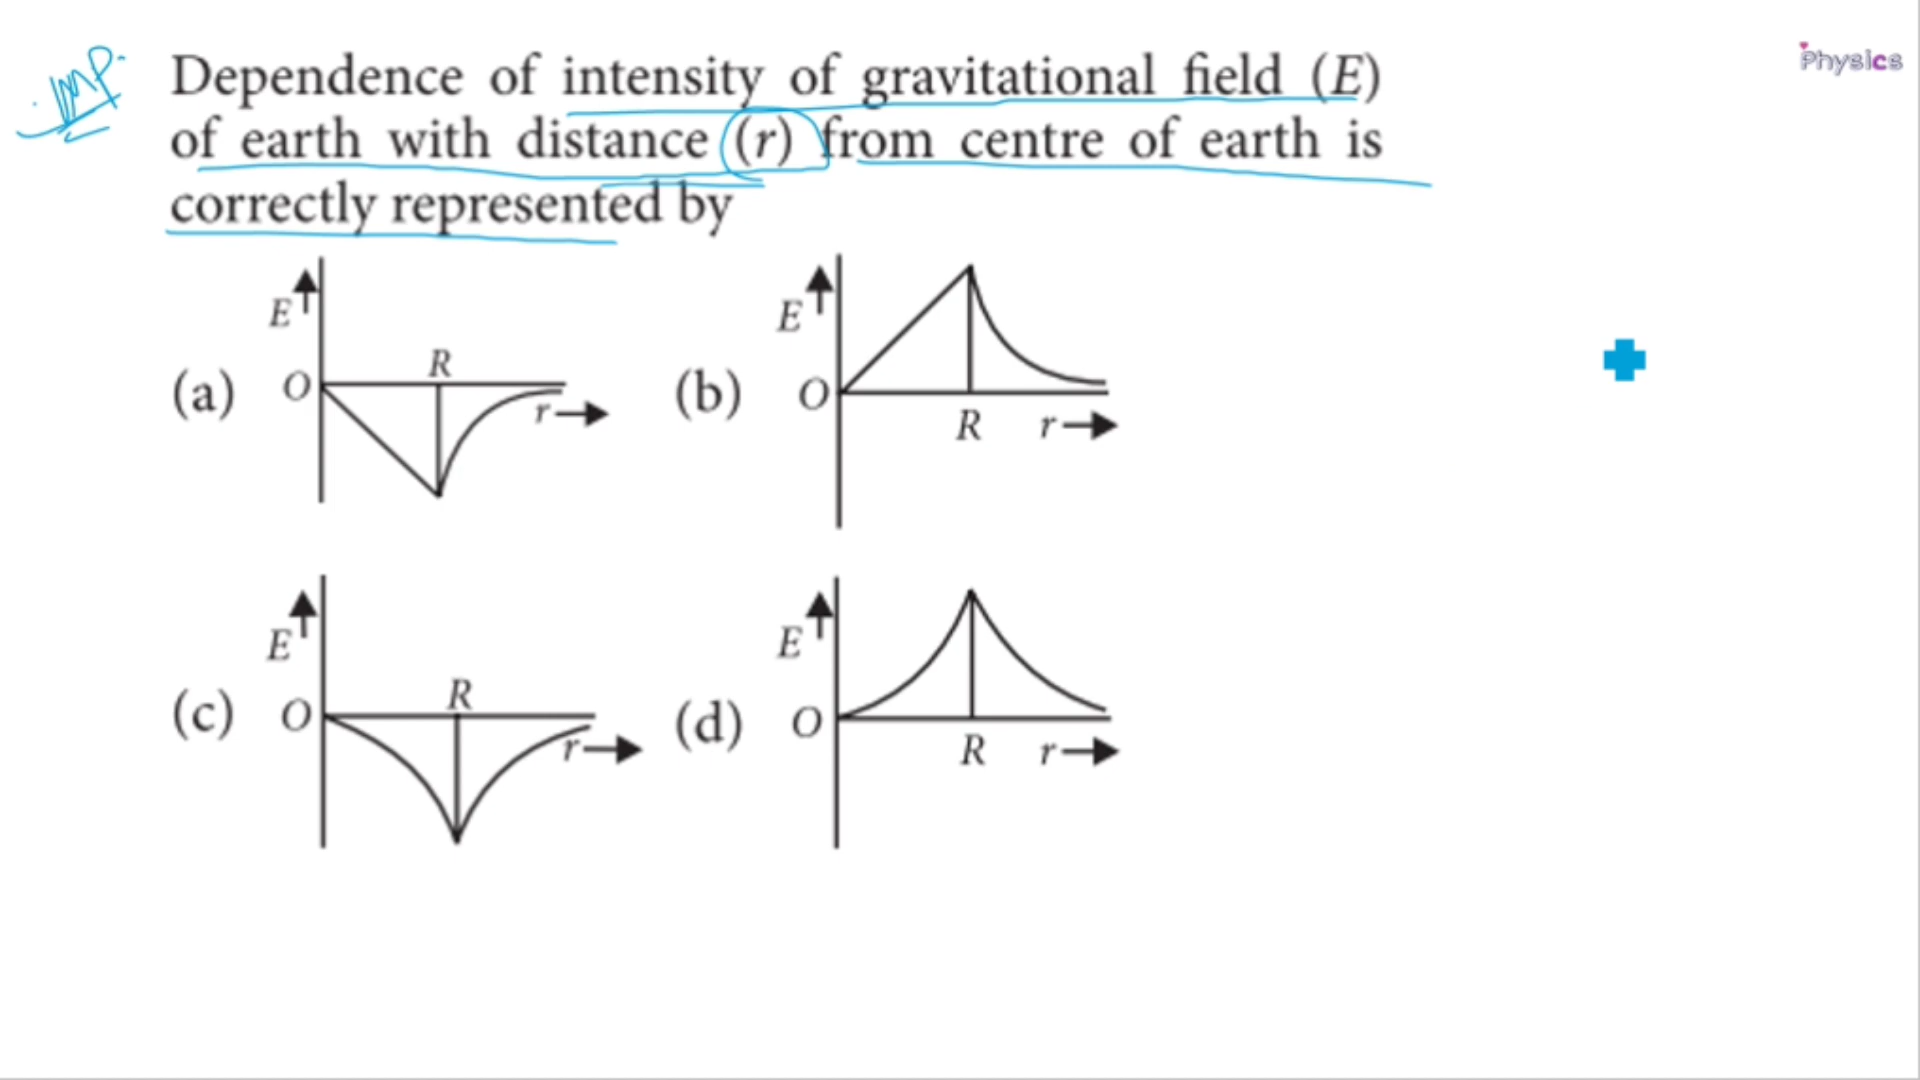 IMP.
Physics
Dependence of intensity of gravitational field (E)
of earth with distance (r) from centre of earth is
correctly represented by
(a) E O R r
(b) E O R r
(c) E O R r
(d) E O R r